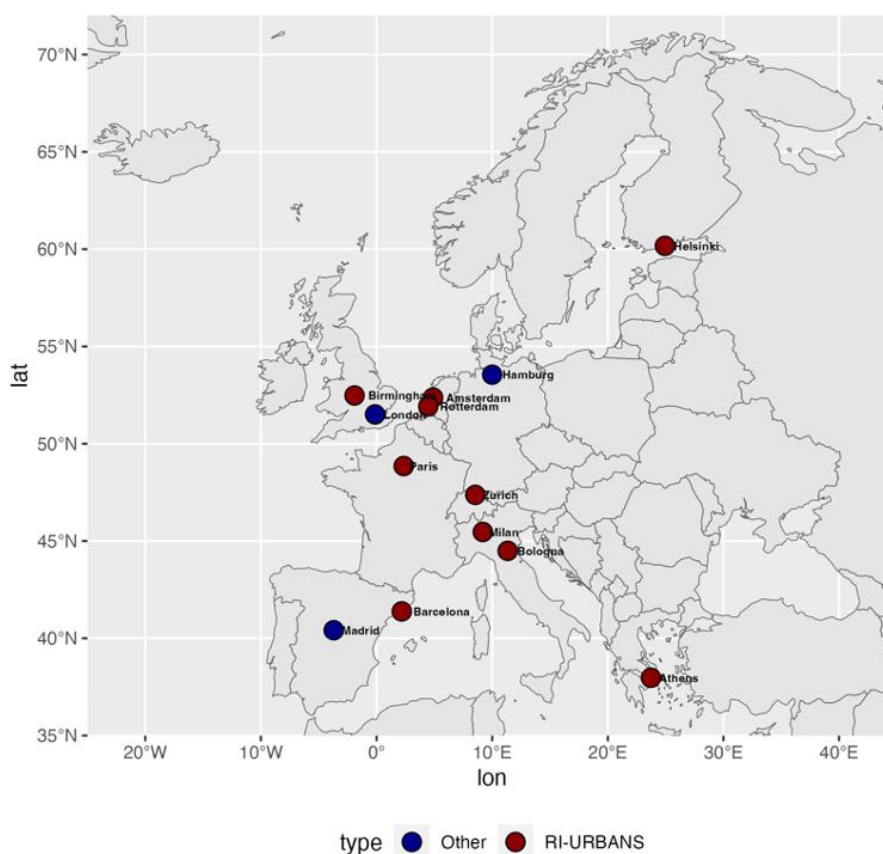 70°N
65°N
60°N
55°N
50°N
45°N
40°N
35°N
lat
Helsinki
Hamburg
Birmingham
Amsterdam
Rotterdam
London
Paris
Zurich
Milan
Bologna
Barcelona
Madrid
Athens
20°W 10°W 0° 10°E 20°E 30°E 40°E
lon
type Other RI-URBANS